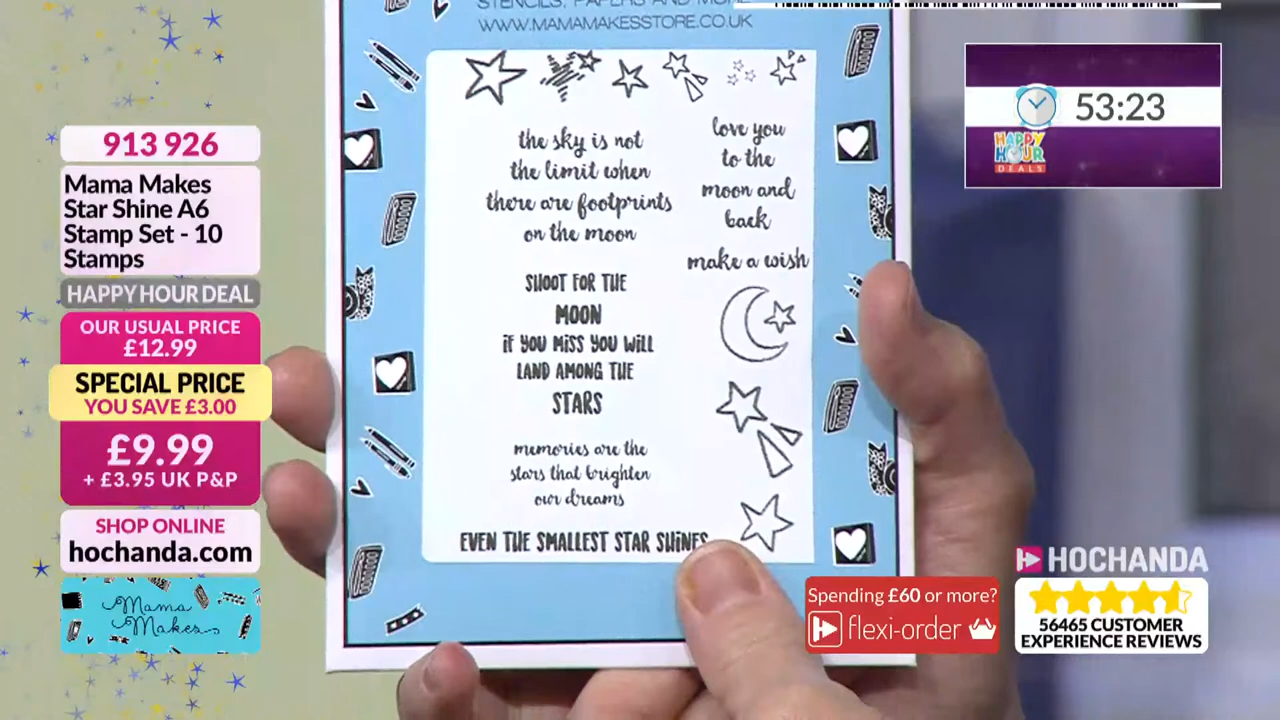 913 926
Mama Makes
Star Shine A6
Stamp Set - 10
Stamps
HAPPY HOUR DEAL
OUR USUAL PRICE
£12.99
SPECIAL PRICE
YOU SAVE £3.00
£9.99
+ £3.95 UK P&P
SHOP ONLINE
hochanda.com
Mama
Makes
STENCILS, PAPERS AND MORE
WWW.MAMAMAKESSTORE.CO.UK
the sky is not
the limit when
there are footprints
on the moon
SHOOT FOR THE
MOON
IF YOU MISS YOU WILL
LAND AMONG THE
STARS
memories are the
stars that brighten
our dreams
EVEN THE SMALLEST STAR SHINES
love you
to the
moon and
back
make a wish
53:23
HAPPY
HOUR
DEALS
Spending £60 or more?
flexi-order
HOCHANDA
56465 CUSTOMER
EXPERIENCE REVIEWS